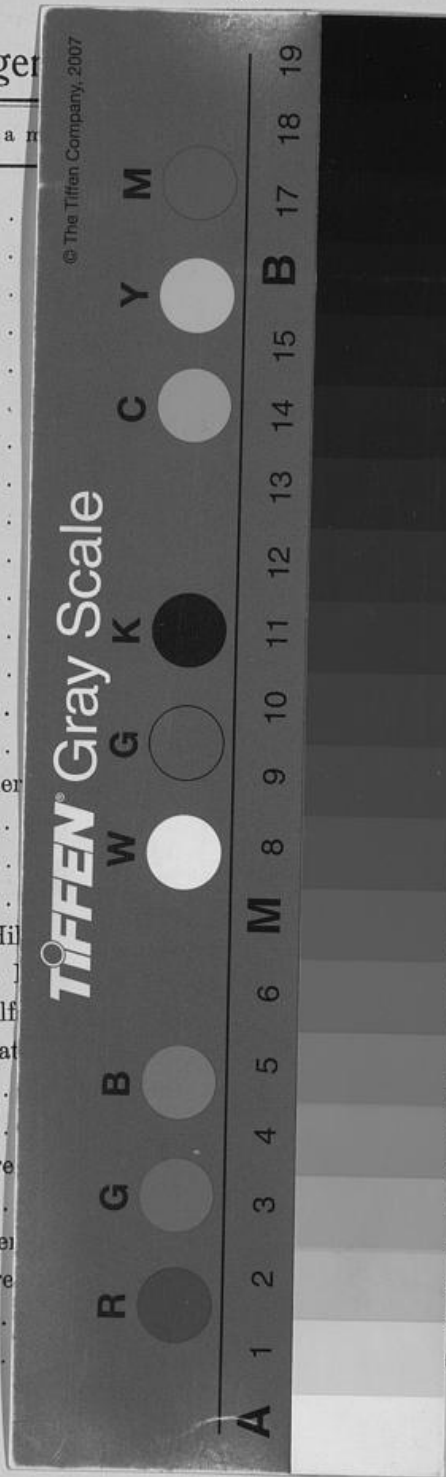 © The Tiffen Company, 2007
TIFFEN® Gray Scale
R G B W G K C Y M
A 1 2 3 4 5 6 M 8 9 10 11 12 13 14 15 B 17 18 19